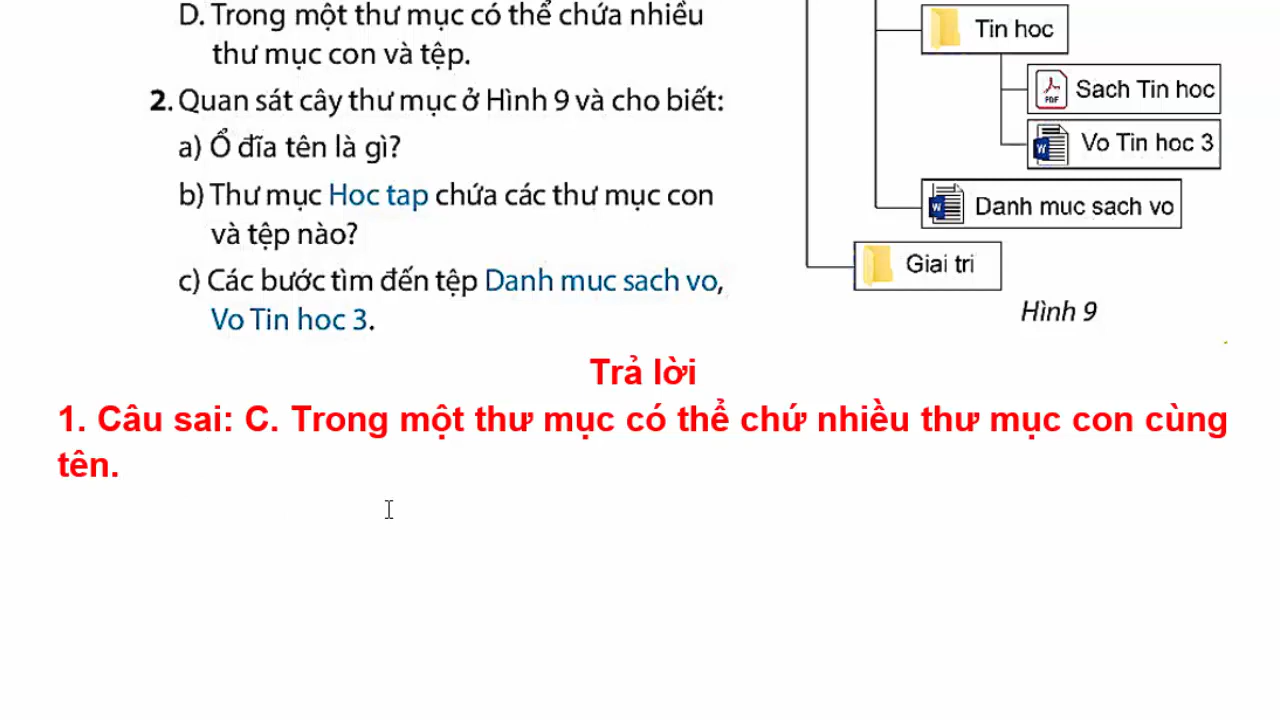 D. Trong một thư mục có thể chứa nhiều
thư mục con và tệp.
2. Quan sát cây thư mục ở Hình 9 và cho biết:
a) Ổ đĩa tên là gì?
b) Thư mục Hoc tap chứa các thư mục con
và tệp nào?
c) Các bước tìm đến tệp Danh muc sach vo,
Vo Tin hoc 3.
Tin hoc
PDF
Sach Tin hoc
W
Vo Tin hoc 3
W
Danh muc sach vo
Giai tri
Hình 9
Trả lời
1. Câu sai: C. Trong một thư mục có thể chứ nhiều thư mục con cùng
tên.